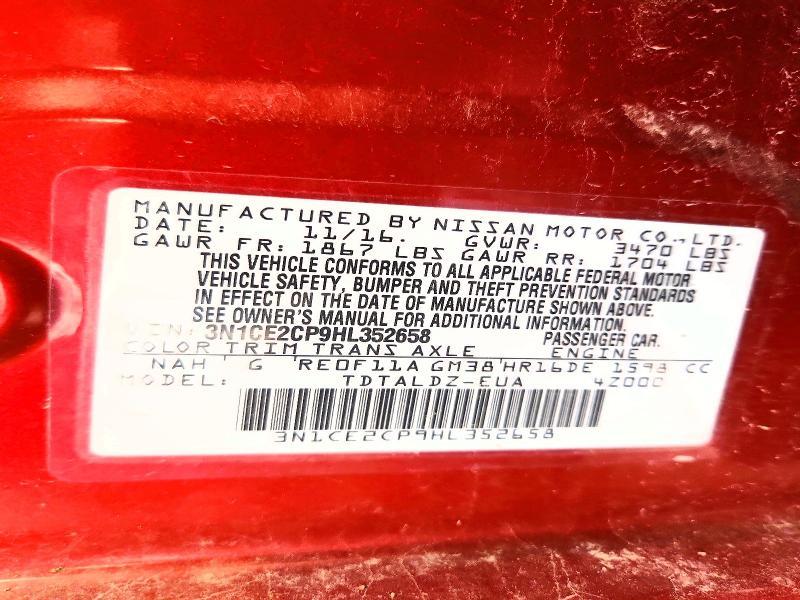 MANUFACTURED BY NISSAN MOTOR CO., LTD.
DATE: 11/16. GVWR: 3470 LBS
GAWR FR: 1867 LBS GAWR RR: 1704 LBS
THIS VEHICLE CONFORMS TO ALL APPLICABLE FEDERAL MOTOR
VEHICLE SAFETY, BUMPER AND THEFT PREVENTION STANDARDS
IN EFFECT ON THE DATE OF MANUFACTURE SHOWN ABOVE.
SEE OWNER'S MANUAL FOR ADDITIONAL INFORMATION.
VIN: 3N1CE2CP9HL352658 PASSENGER CAR.
COLOR TRIM TRANS AXLE ENGINE
NAH G RE0F11A GM38 HR16DE 1598 CC
MODEL: TDTALDZ-EUA 4Z000
3N1CE2CP9HL352658